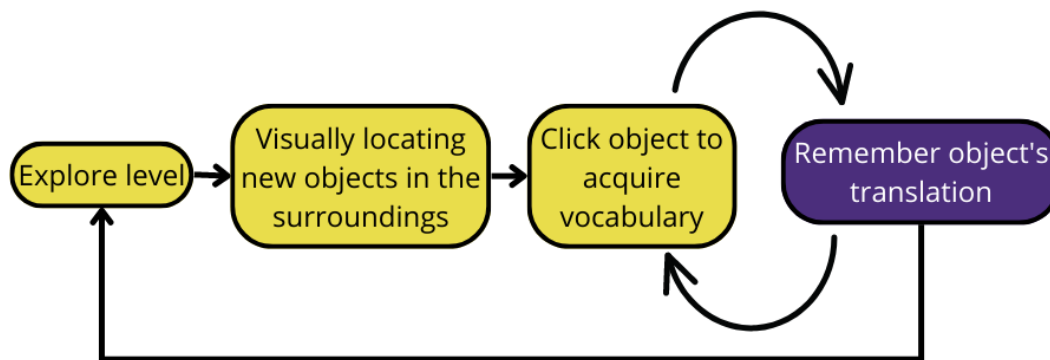 Explore level
Visually locating
new objects in the
surroundings
Click object to
acquire
vocabulary
Remember object's
translation